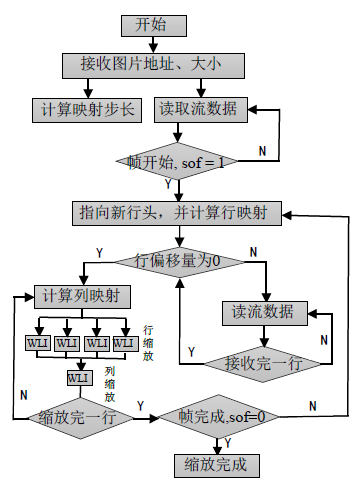 开始
接收图片地址、大小
计算映射步长
读取流数据
帧开始, sof = 1
N
Y
指向新行头，并计算行映射
Y
行偏移量为0
N
计算列映射
读流数据
WLI WLI WLI WLI
行缩放
N
Y
接收完一行
WLI
列缩放
N
缩放完一行
Y
帧完成,sof=0
N
Y
缩放完成